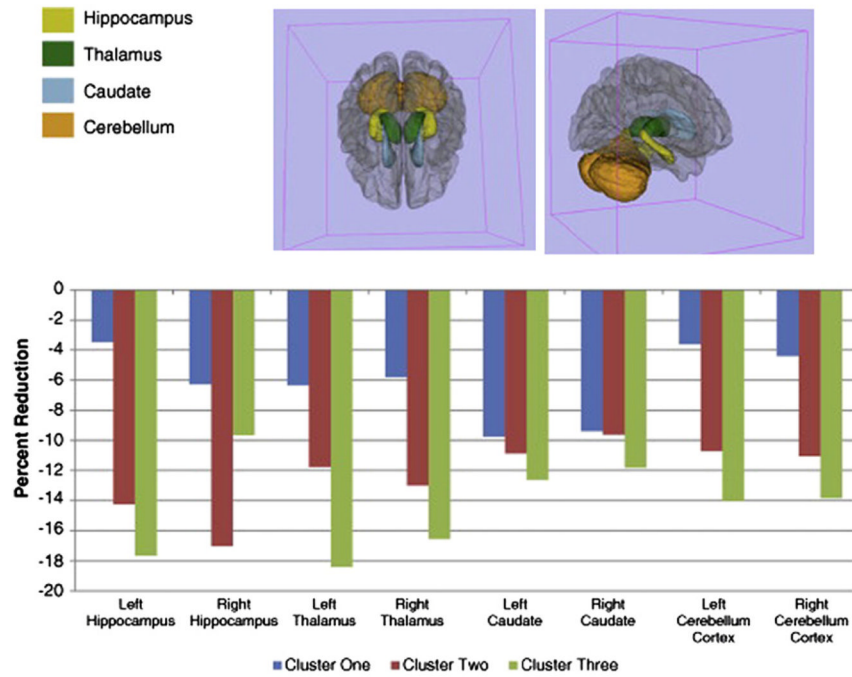 Hippocampus
Thalamus
Caudate
Cerebellum
0
-2
-4
-6
-8
-10
-12
-14
-16
-18
-20
Percent Reduction
Left Right Left Right Left Right Left Right
Hippocampus Hippocampus Thalamus Thalamus Caudate Caudate Cerebellum Cerebellum
Cortex Cortex
Cluster One Cluster Two Cluster Three